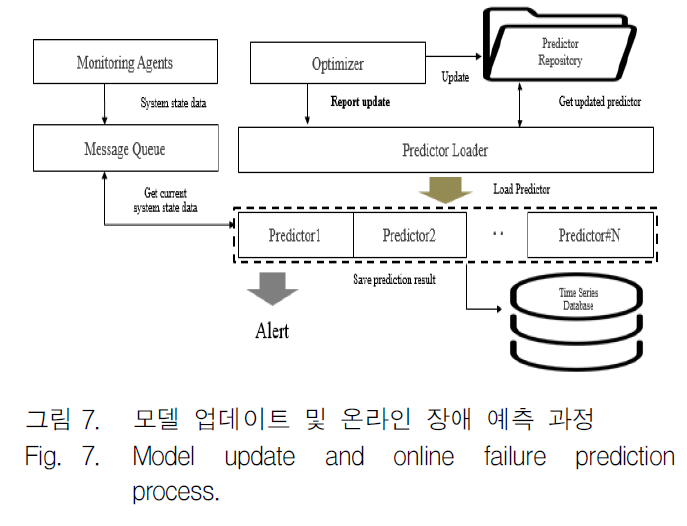 Monitoring Agents
Optimizer
Predictor
Repository
System state data
Report update
Update
Get updated predictor
Message Queue
Predictor Loader
Get current
system state data
Load Predictor
Predictor1
Predictor2
··
Predictor#N
Save prediction result
Alert
Time Series
Database
그림 7. 모델 업데이트 및 온라인 장애 예측 과정
Fig. 7. Model update and online failure prediction
process.